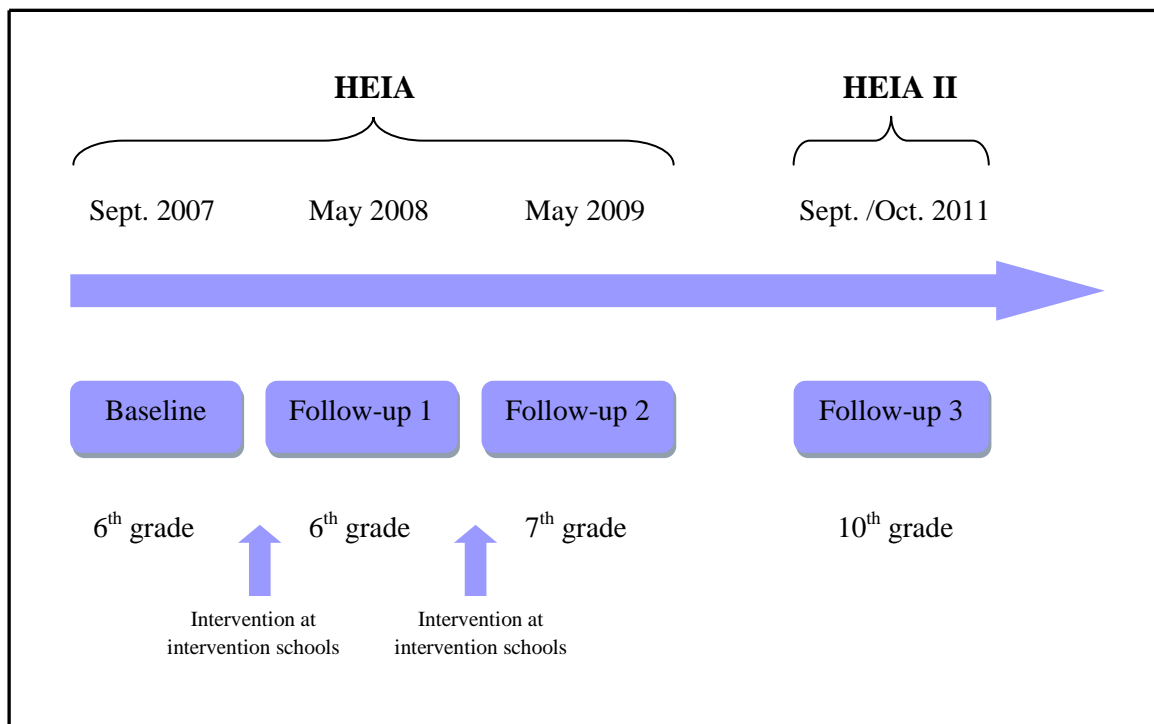 HEIA
HEIA II
Sept. 2007
May 2008
May 2009
Sept. /Oct. 2011
Baseline
Follow-up 1
Follow-up 2
Follow-up 3
6th grade
6th grade
7th grade
10th grade
Intervention at
intervention schools
Intervention at
intervention schools